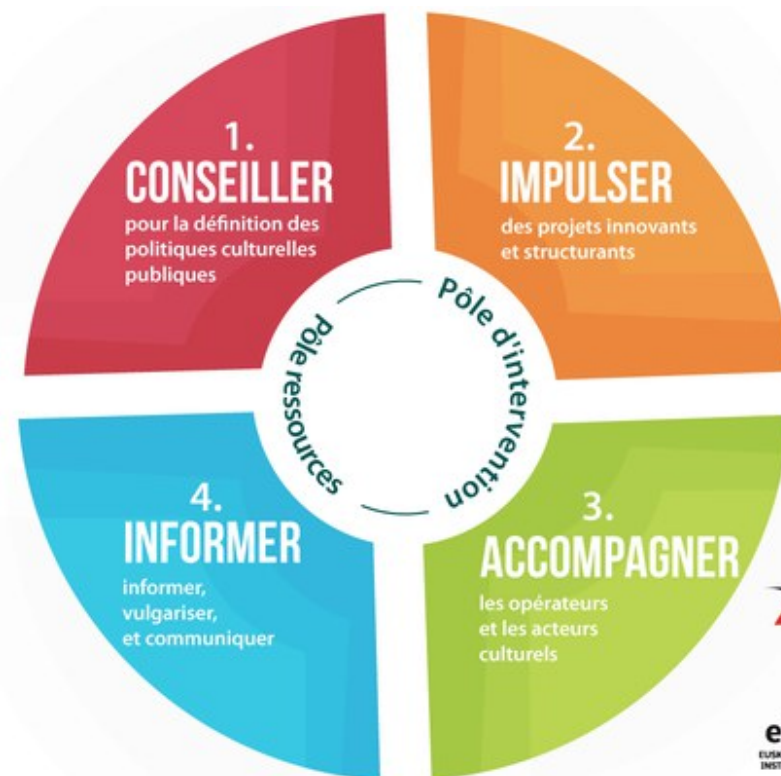 1.
CONSEILLER
pour la définition des
politiques culturelles
publiques
2.
IMPULSER
des projets innovants
et structurants
Pôle ressources
Pôle d'intervention
4.
INFORMER
informer,
vulgariser,
et communiquer
3.
ACCOMPAGNER
les opérateurs
et les acteurs
culturels